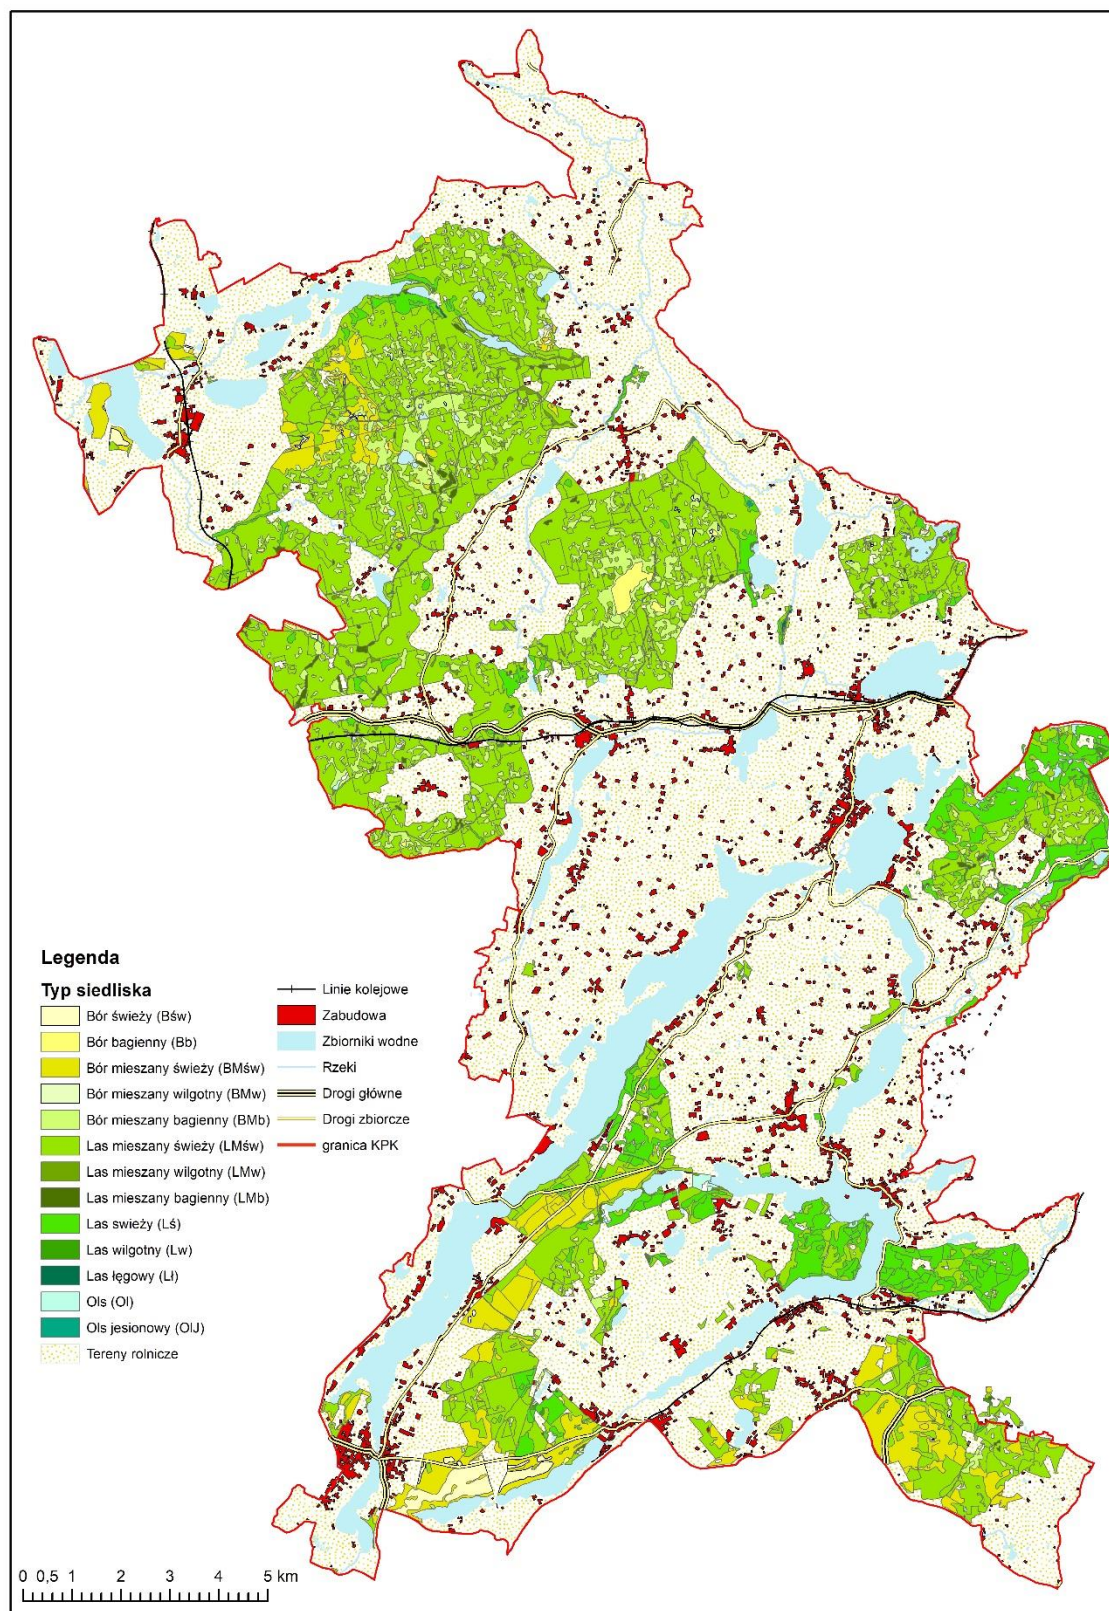 Legenda
Typ siedliska
Bór świeży (Bśw)
Bór bagienny (Bb)
Bór mieszany świeży (BMśw)
Bór mieszany wilgotny (BMw)
Bór mieszany bagienny (BMb)
Las mieszany świeży (LMśw)
Las mieszany wilgotny (LMw)
Las mieszany bagienny (LMb)
Las swieży (Lś)
Las wilgotny (Lw)
Las łęgowy (Lł)
Ols (Ol)
Ols jesionowy (OlJ)
Tereny rolnicze
Linie kolejowe
Zabudowa
Zbiorniki wodne
Rzeki
Drogi główne
Drogi zbiorcze
granica KPK
0 0,5 1 2 3 4 5 km